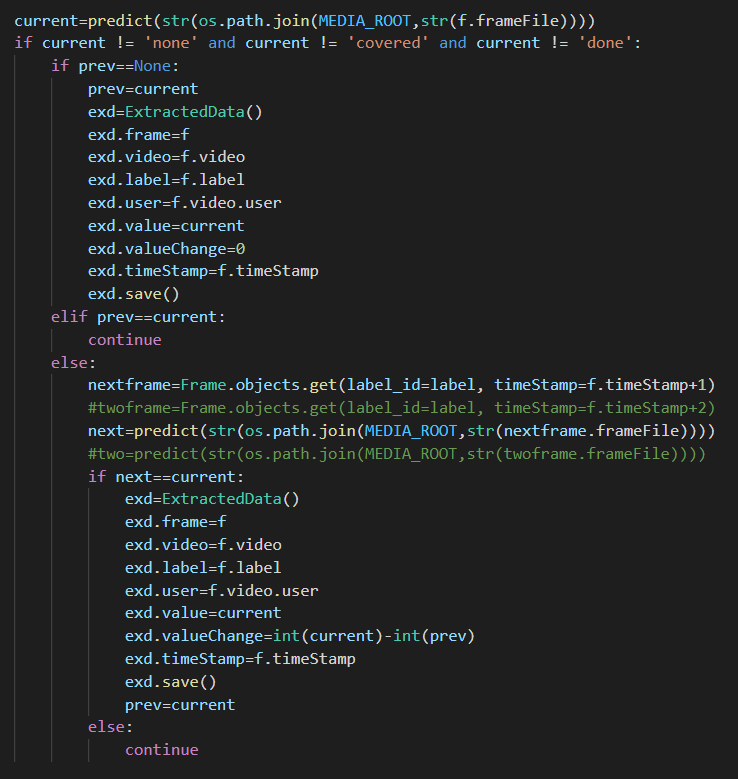 current=predict(str(os.path.join(MEDIA_ROOT,str(f.frameFile))))
if current != 'none' and current != 'covered' and current != 'done':
    if prev==None:
        prev=current
        exd=ExtractedData()
        exd.frame=f
        exd.video=f.video
        exd.label=f.label
        exd.user=f.video.user
        exd.value=current
        exd.valueChange=0
        exd.timeStamp=f.timeStamp
        exd.save()
    elif prev==current:
        continue
    else:
        nextframe=Frame.objects.get(label_id=label, timeStamp=f.timeStamp+1)
        #twoframe=Frame.objects.get(label_id=label, timeStamp=f.timeStamp+2)
        next=predict(str(os.path.join(MEDIA_ROOT,str(nextframe.frameFile))))
        #two=predict(str(os.path.join(MEDIA_ROOT,str(twoframe.frameFile))))
        if next==current:
            exd=ExtractedData()
            exd.frame=f
            exd.video=f.video
            exd.label=f.label
            exd.user=f.video.user
            exd.value=current
            exd.valueChange=int(current)-int(prev)
            exd.timeStamp=f.timeStamp
            exd.save()
            prev=current
        else:
            continue